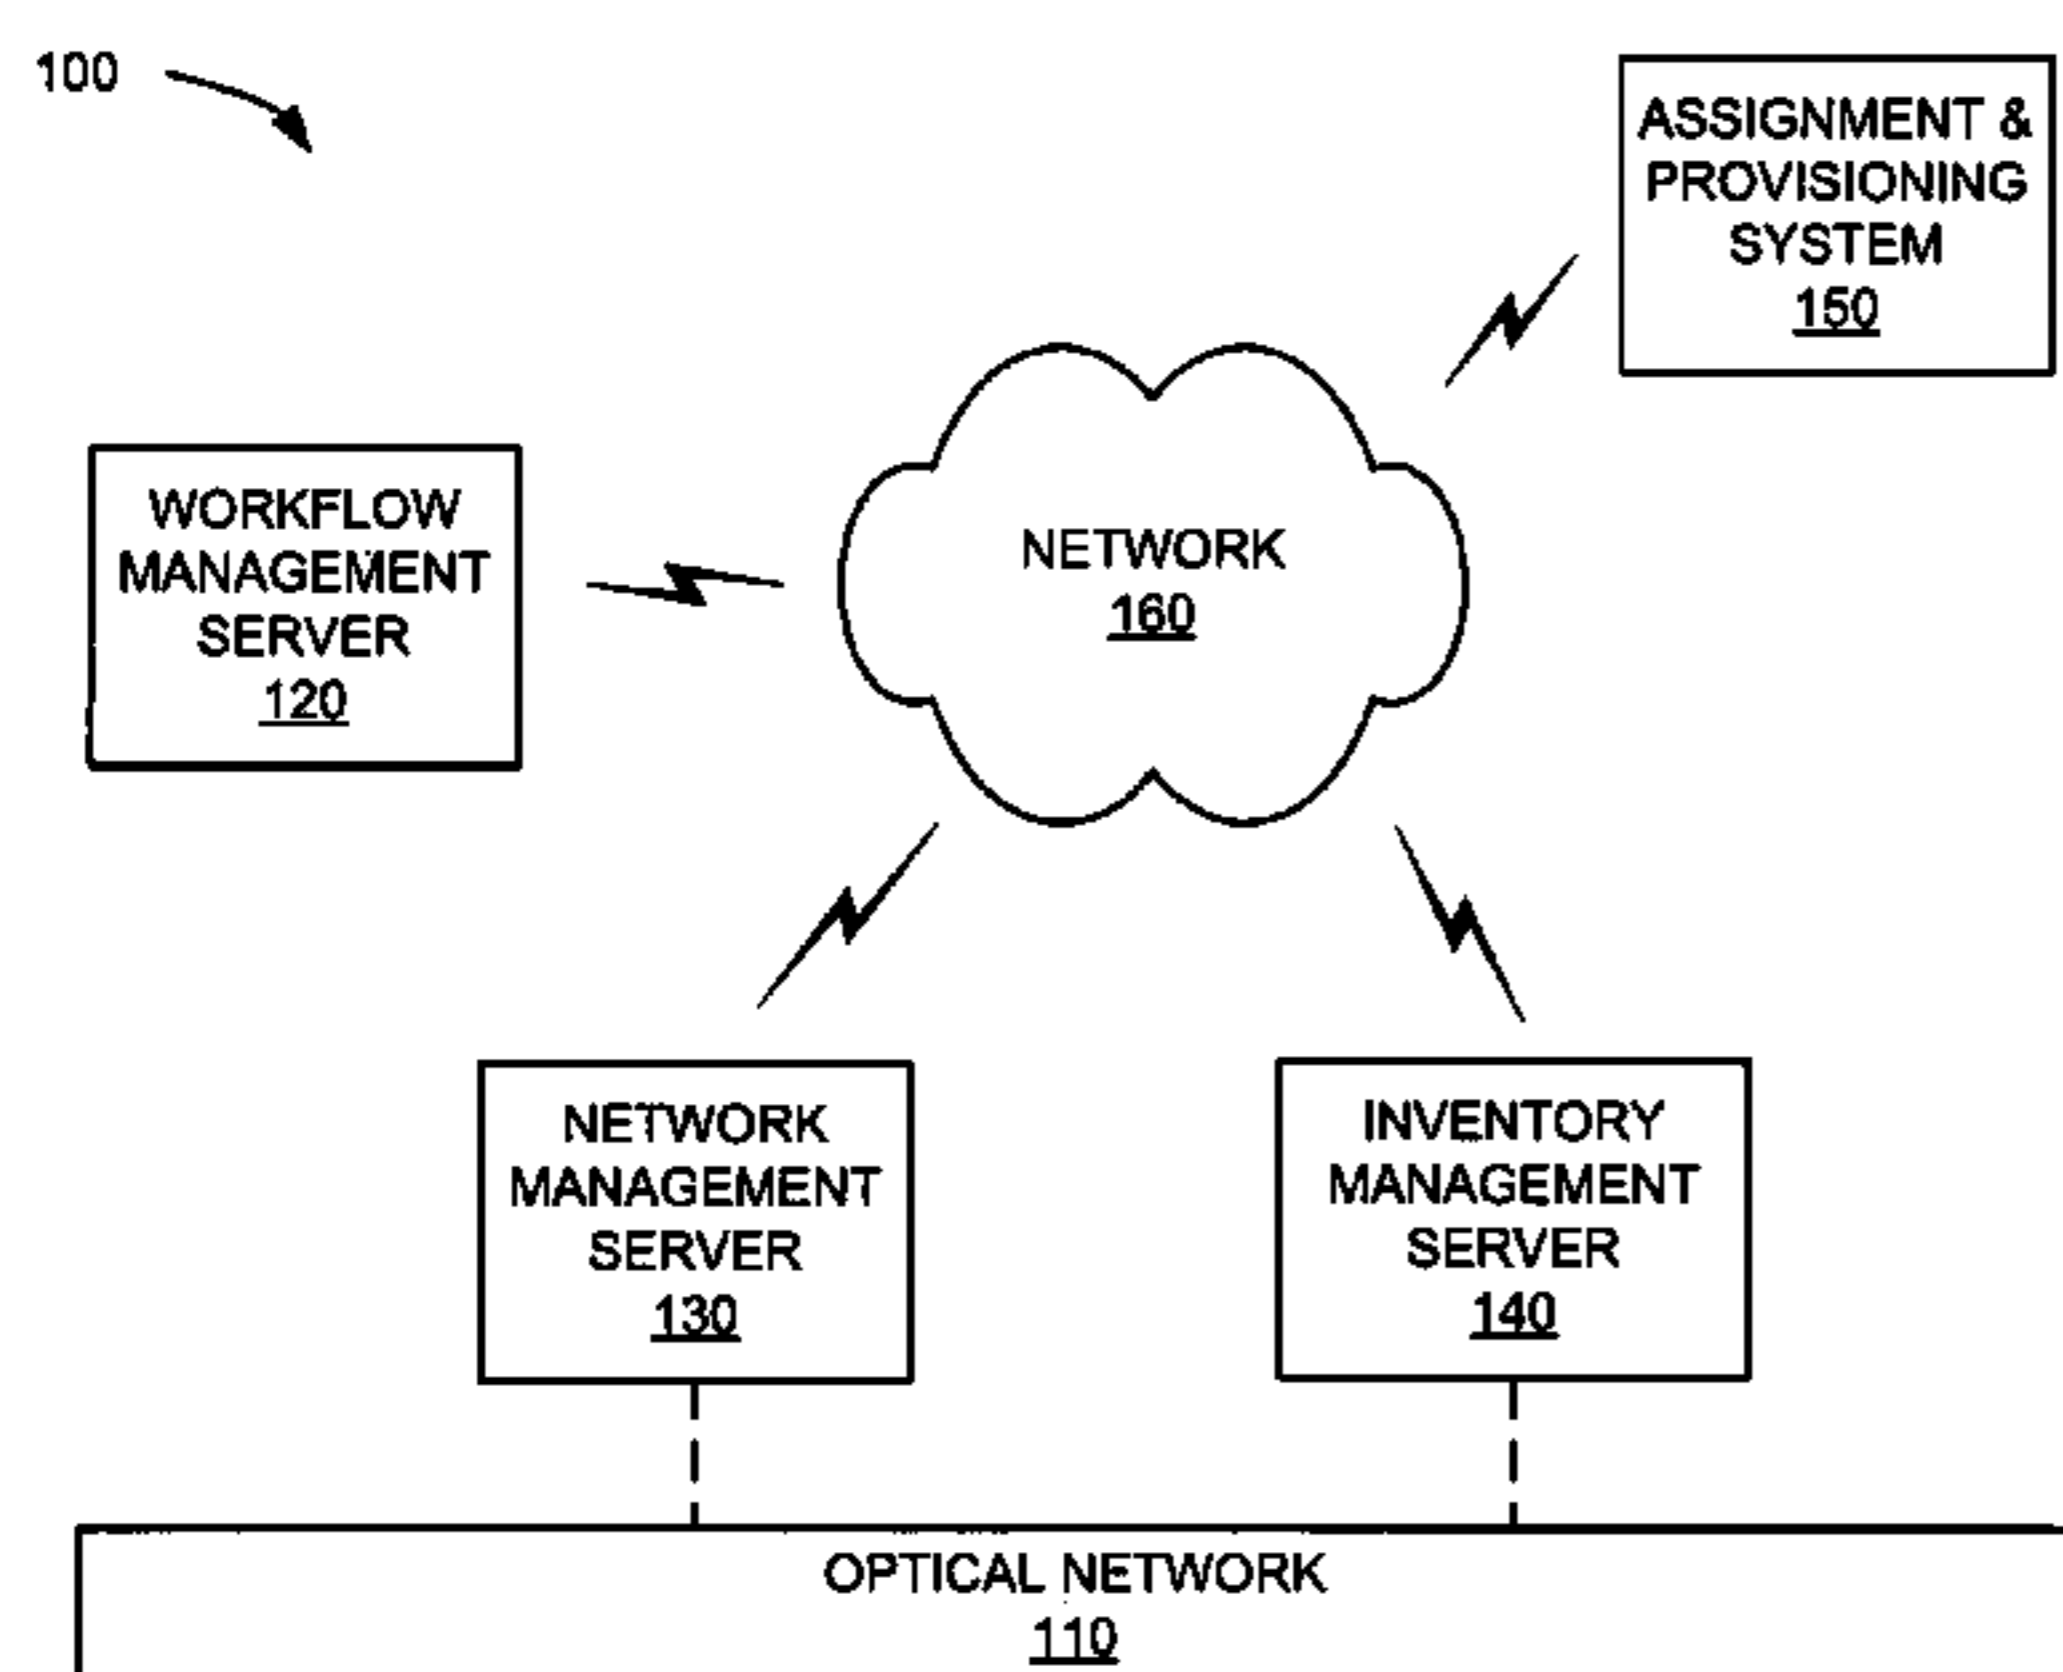 100
ASSIGNMENT &
PROVISIONING
SYSTEM
150
WORKFLOW
MANAGEMENT
SERVER
120
NETWORK
160
NETWORK
MANAGEMENT
SERVER
130
INVENTORY
MANAGEMENT
SERVER
140
OPTICAL NETWORK
110